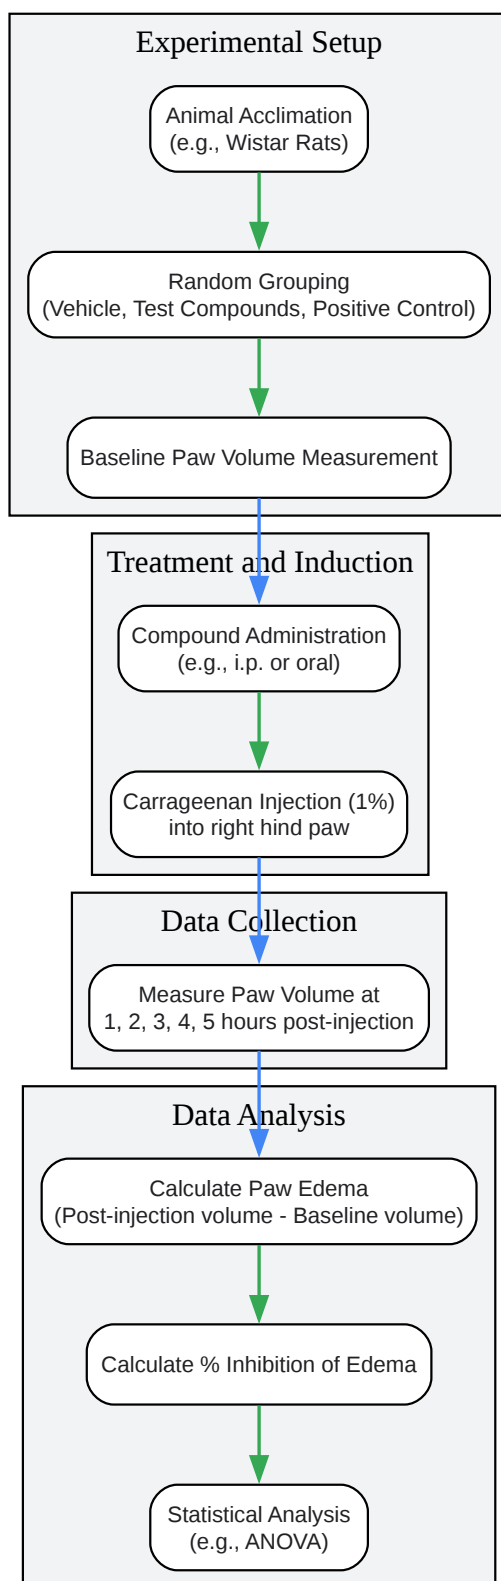 Experimental Setup
Animal Acclimation
(e.g., Wistar Rats)
Random Grouping
(Vehicle, Test Compounds, Positive Control)
Baseline Paw Volume Measurement
Treatment and Induction
Compound Administration
(e.g., i.p. or oral)
Carrageenan Injection (1%)
into right hind paw
Data Collection
Measure Paw Volume at
1, 2, 3, 4, 5 hours post-injection
Data Analysis
Calculate Paw Edema
(Post-injection volume - Baseline volume)
Calculate % Inhibition of Edema
Statistical Analysis
(e.g., ANOVA)